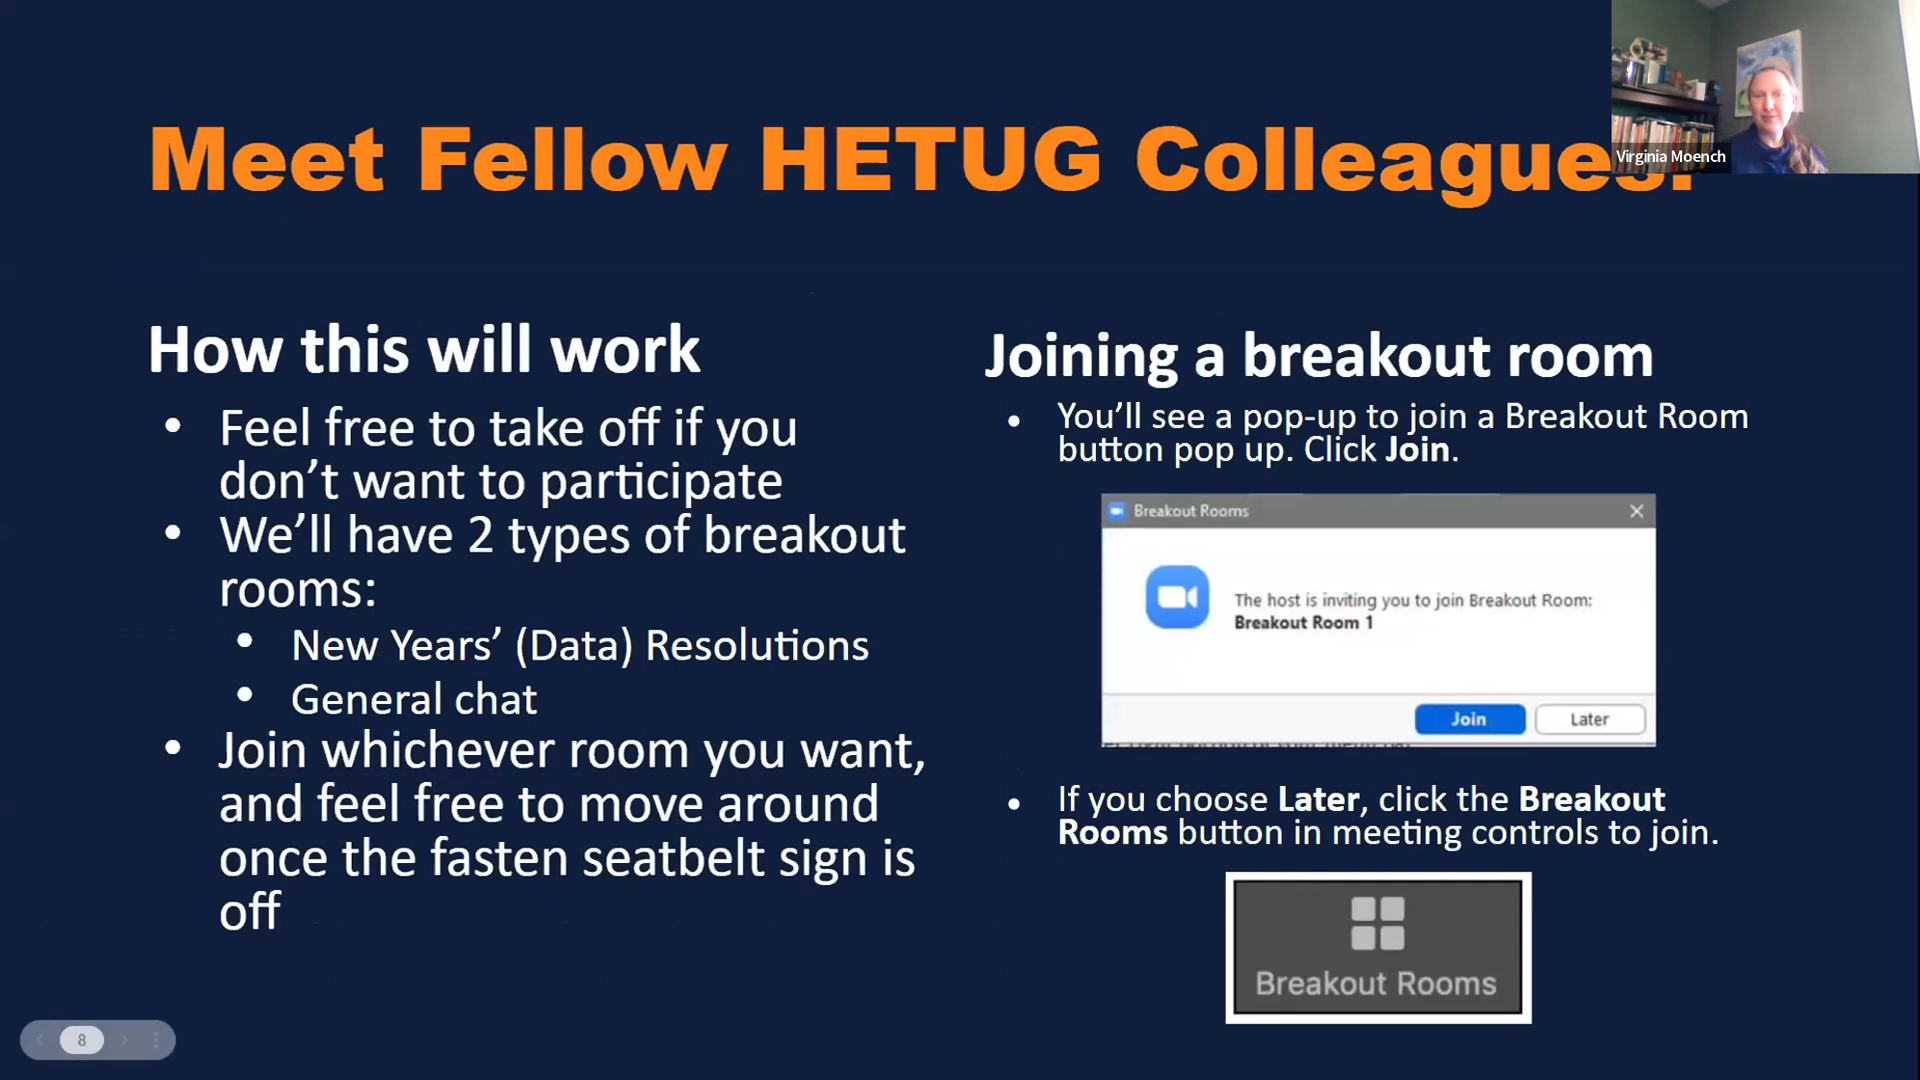 Meet Fellow HETUG Colleagues!
Virginia Moench
How this will work
• Feel free to take off if you
don’t want to participate
• We’ll have 2 types of breakout
rooms:
• New Years’ (Data) Resolutions
• General chat
• Join whichever room you want,
and feel free to move around
once the fasten seatbelt sign is
off
Joining a breakout room
• You’ll see a pop-up to join a Breakout Room
button pop up. Click Join.
Breakout Rooms
The host is inviting you to join Breakout Room:
Breakout Room 1
Join
Later
• If you choose Later, click the Breakout
Rooms button in meeting controls to join.
Breakout Rooms
8